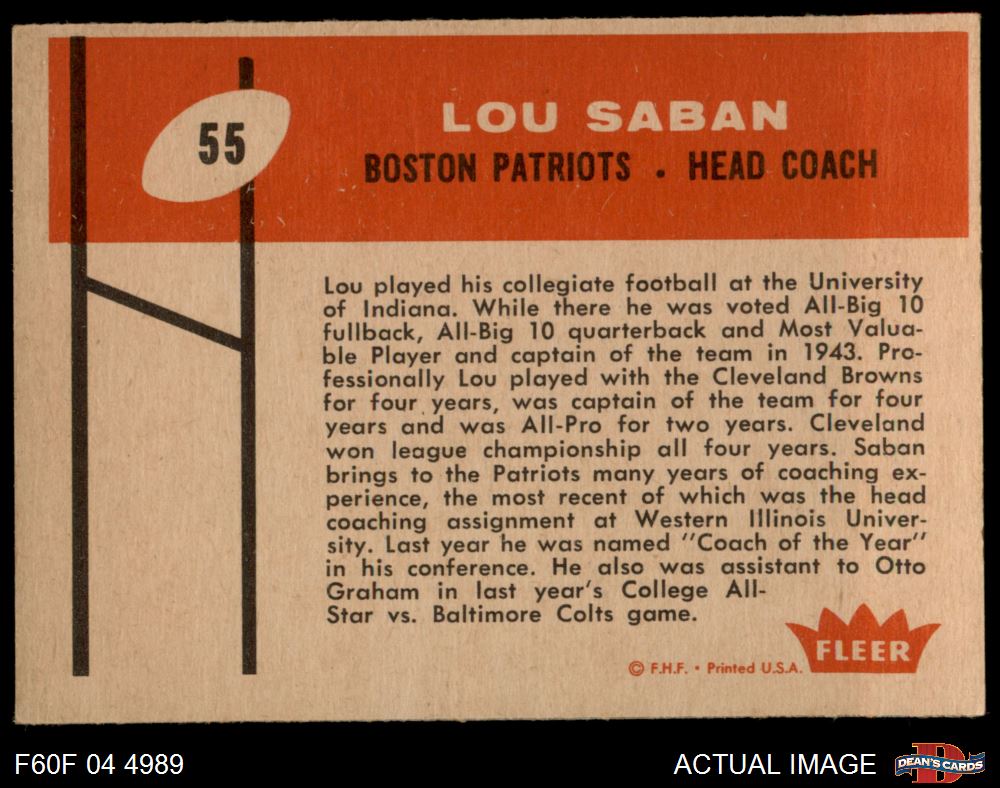 55
LOU SABAN
BOSTON PATRIOTS . HEAD COACH
Lou played his collegiate football at the University
of Indiana. While there he was voted All-Big 10
fullback, All-Big 10 quarterback and Most Valua-
ble Player and captain of the team in 1943. Pro-
fessionally Lou played with the Cleveland Browns
for four years, was captain of the team for four
years and was All-Pro for two years. Cleveland
won league championship all four years. Saban
brings to the Patriots many years of coaching ex-
perience, the most recent of which was the head
coaching assignment at Western Illinois Univer-
sity. Last year he was named "Coach of the Year"
in his conference. He also was assistant to Otto
Graham in last year's College All-
Star vs. Baltimore Colts game.
FLEER
© F.H.F. • Printed U.S.A.
F60F 04 4989
ACTUAL IMAGE
D
DEAN'S CARDS